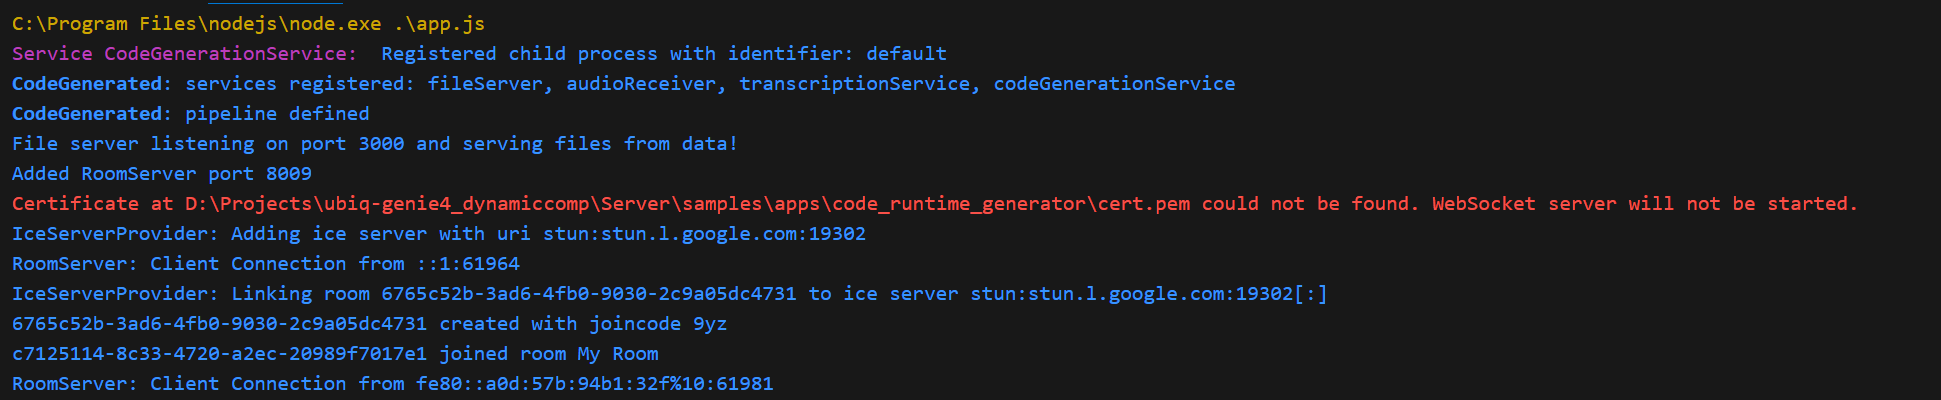 C:\Program Files\nodejs\node.exe .\app.js
Service CodeGenerationService:  Registered child process with identifier: default
CodeGenerated: services registered: fileServer, audioReceiver, transcriptionService, codeGenerationService
CodeGenerated: pipeline defined
File server listening on port 3000 and serving files from data!
Added RoomServer port 8009
Certificate at D:\Projects\ubiq-genie4_dynamiccomp\Server\samples\apps\code_runtime_generator\cert.pem could not be found. WebSocket server will not be started.
IceServerProvider: Adding ice server with uri stun:stun.l.google.com:19302
RoomServer: Client Connection from ::1:61964
IceServerProvider: Linking room 6765c52b-3ad6-4fb0-9030-2c9a05dc4731 to ice server stun:stun.l.google.com:19302[:]
6765c52b-3ad6-4fb0-9030-2c9a05dc4731 created with joincode 9yz
c7125114-8c33-4720-a2ec-20989f7017e1 joined room My Room
RoomServer: Client Connection from fe80::a0d:57b:94b1:32f%10:61981